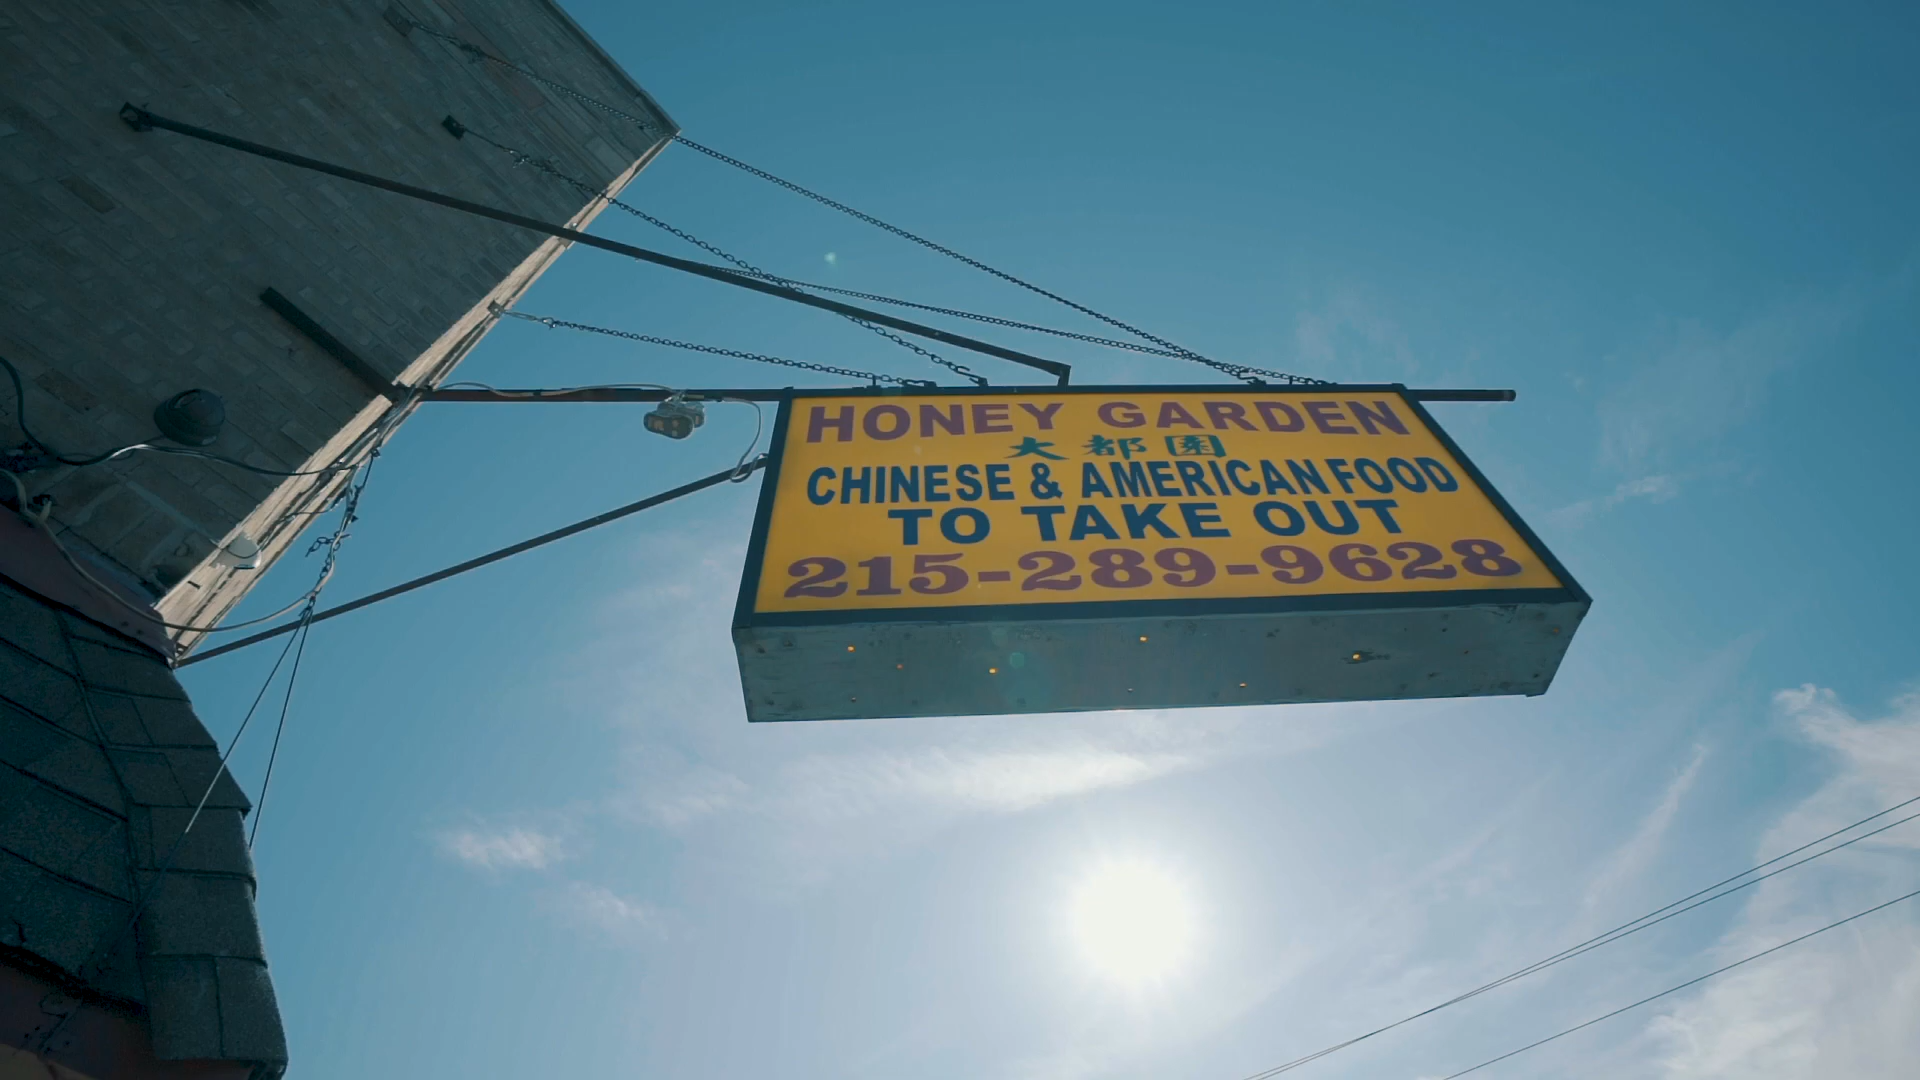 HONEY GARDEN
大都園
CHINESE & AMERICAN FOOD
TO TAKE OUT
215-289-9628